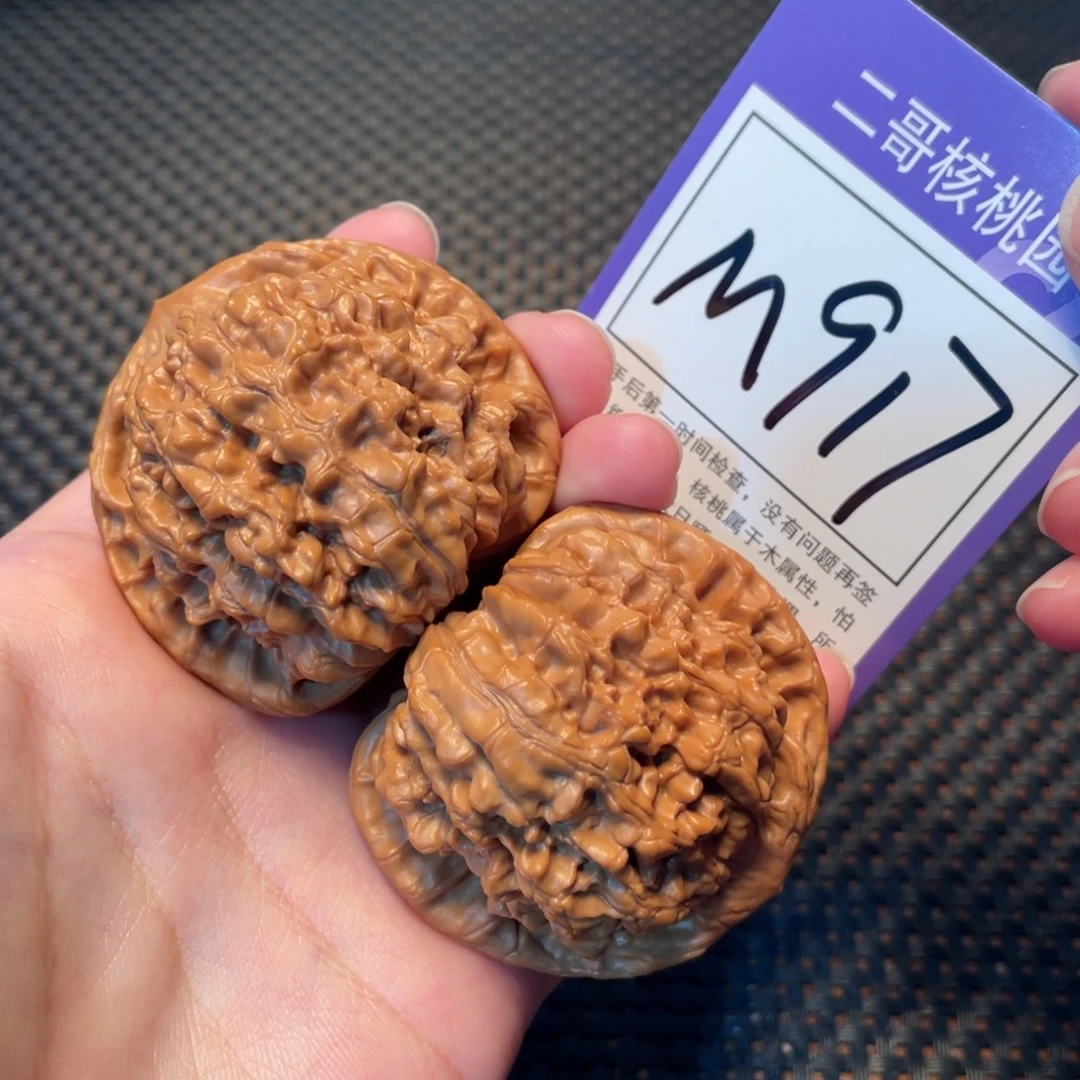 二哥核桃园
M917
后第一时间检查，没有问题再签
核桃属于木属性，怕
所